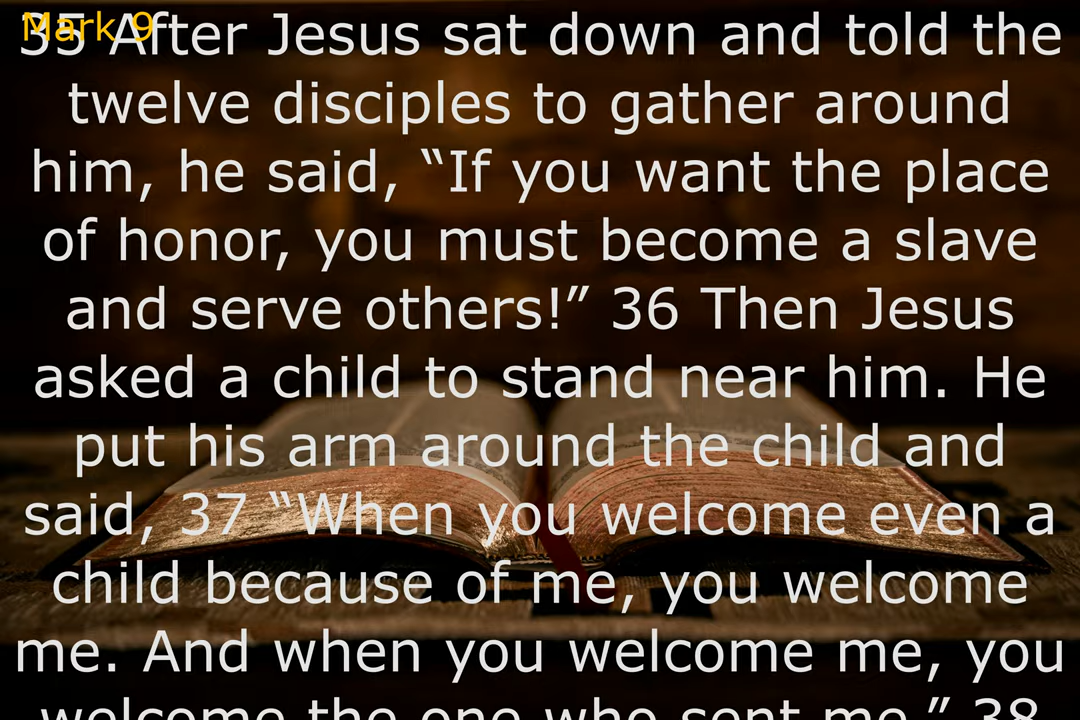 Mark 9
35 After Jesus sat down and told the
twelve disciples to gather around
him, he said, “If you want the place
of honor, you must become a slave
and serve others!” 36 Then Jesus
asked a child to stand near him. He
put his arm around the child and
said, 37 “When you welcome even a
child because of me, you welcome
me. And when you welcome me, you
welcome the one who sent me.” 38